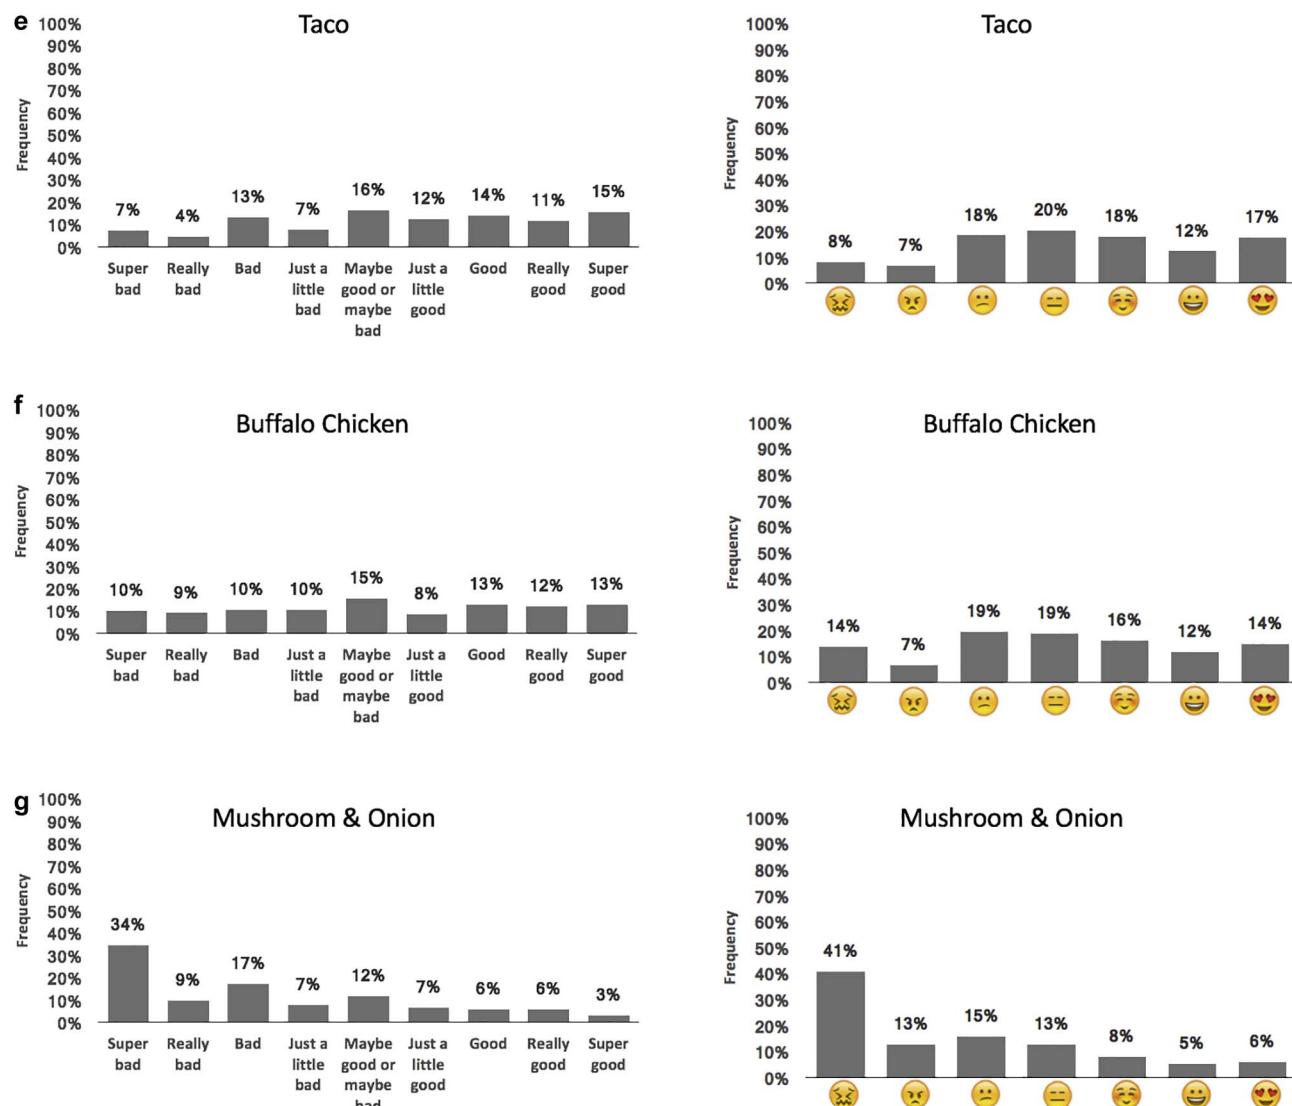 e
Taco
100%
90%
80%
70%
60%
50%
40%
30%
20%
10%
0%
Frequency
7% 4% 13% 7% 16% 12% 14% 11% 15%
Super Really Bad Just a Maybe Just a Good Really Super
bad bad little good or little good good
bad maybe good
bad
Taco
100%
90%
80%
70%
60%
50%
40%
30%
20%
10%
0%
Frequency
8% 7% 18% 20% 18% 12% 17%
f
Buffalo Chicken
100%
90%
80%
70%
60%
50%
40%
30%
20%
10%
0%
Frequency
10% 9% 10% 10% 15% 8% 13% 12% 13%
Super Really Bad Just a Maybe Just a Good Really Super
bad bad little good or little good good
bad maybe good
bad
Buffalo Chicken
100%
90%
80%
70%
60%
50%
40%
30%
20%
10%
0%
Frequency
14% 7% 19% 19% 16% 12% 14%
g
Mushroom & Onion
100%
90%
80%
70%
60%
50%
40%
30%
20%
10%
0%
Frequency
34% 9% 17% 7% 12% 7% 6% 6% 3%
Super Really Bad Just a Maybe Just a Good Really Super
bad bad little good or little good good
bad maybe good
bad
Mushroom & Onion
100%
90%
80%
70%
60%
50%
40%
30%
20%
10%
0%
Frequency
41% 13% 15% 13% 8% 5% 6%